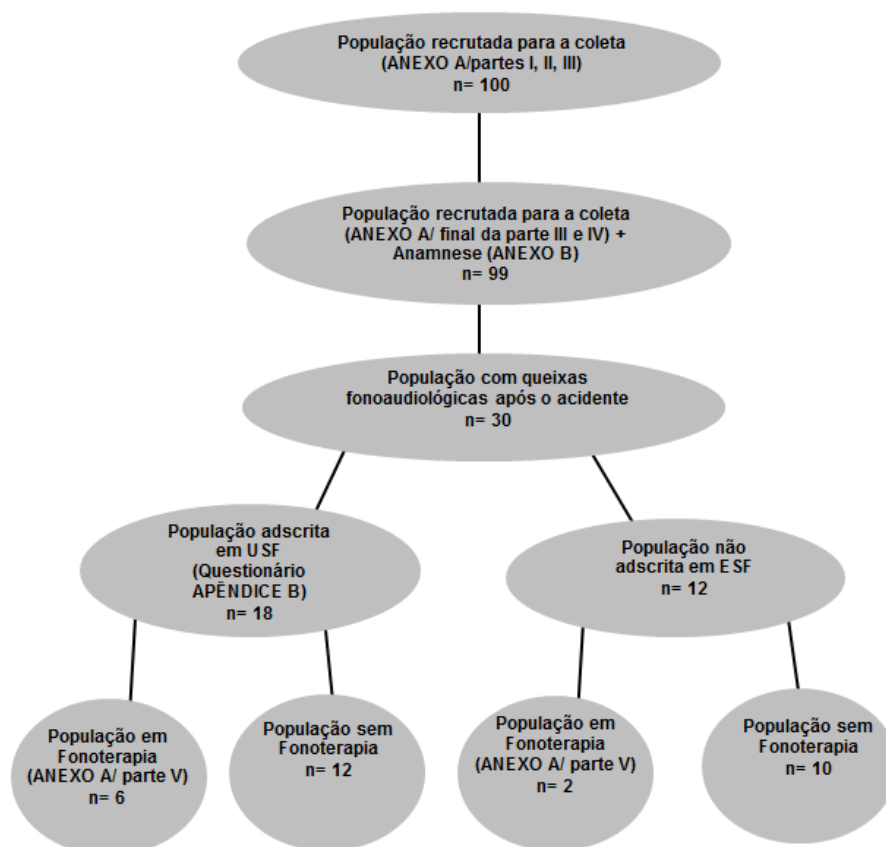 População recrutada para a coleta
(ANEXO A/partes I, II, III)
n= 100
População recrutada para a coleta
(ANEXO A/ final da parte III e IV) +
Anamnese (ANEXO B)
n= 99
População com queixas
fonoaudiológicas após o acidente
n= 30
População adscrita
em USF
(Questionário
APËNDICE B)
n= 18
População não
adscrita em ESF
n= 12
População em
Fonoterapia
(ANEXO A/ parte V)
n= 6
População sem
Fonoterapia
n= 12
População em
Fonoterapia
(ANEXO A/ parte V)
n= 2
População sem
Fonoterapia
n= 10